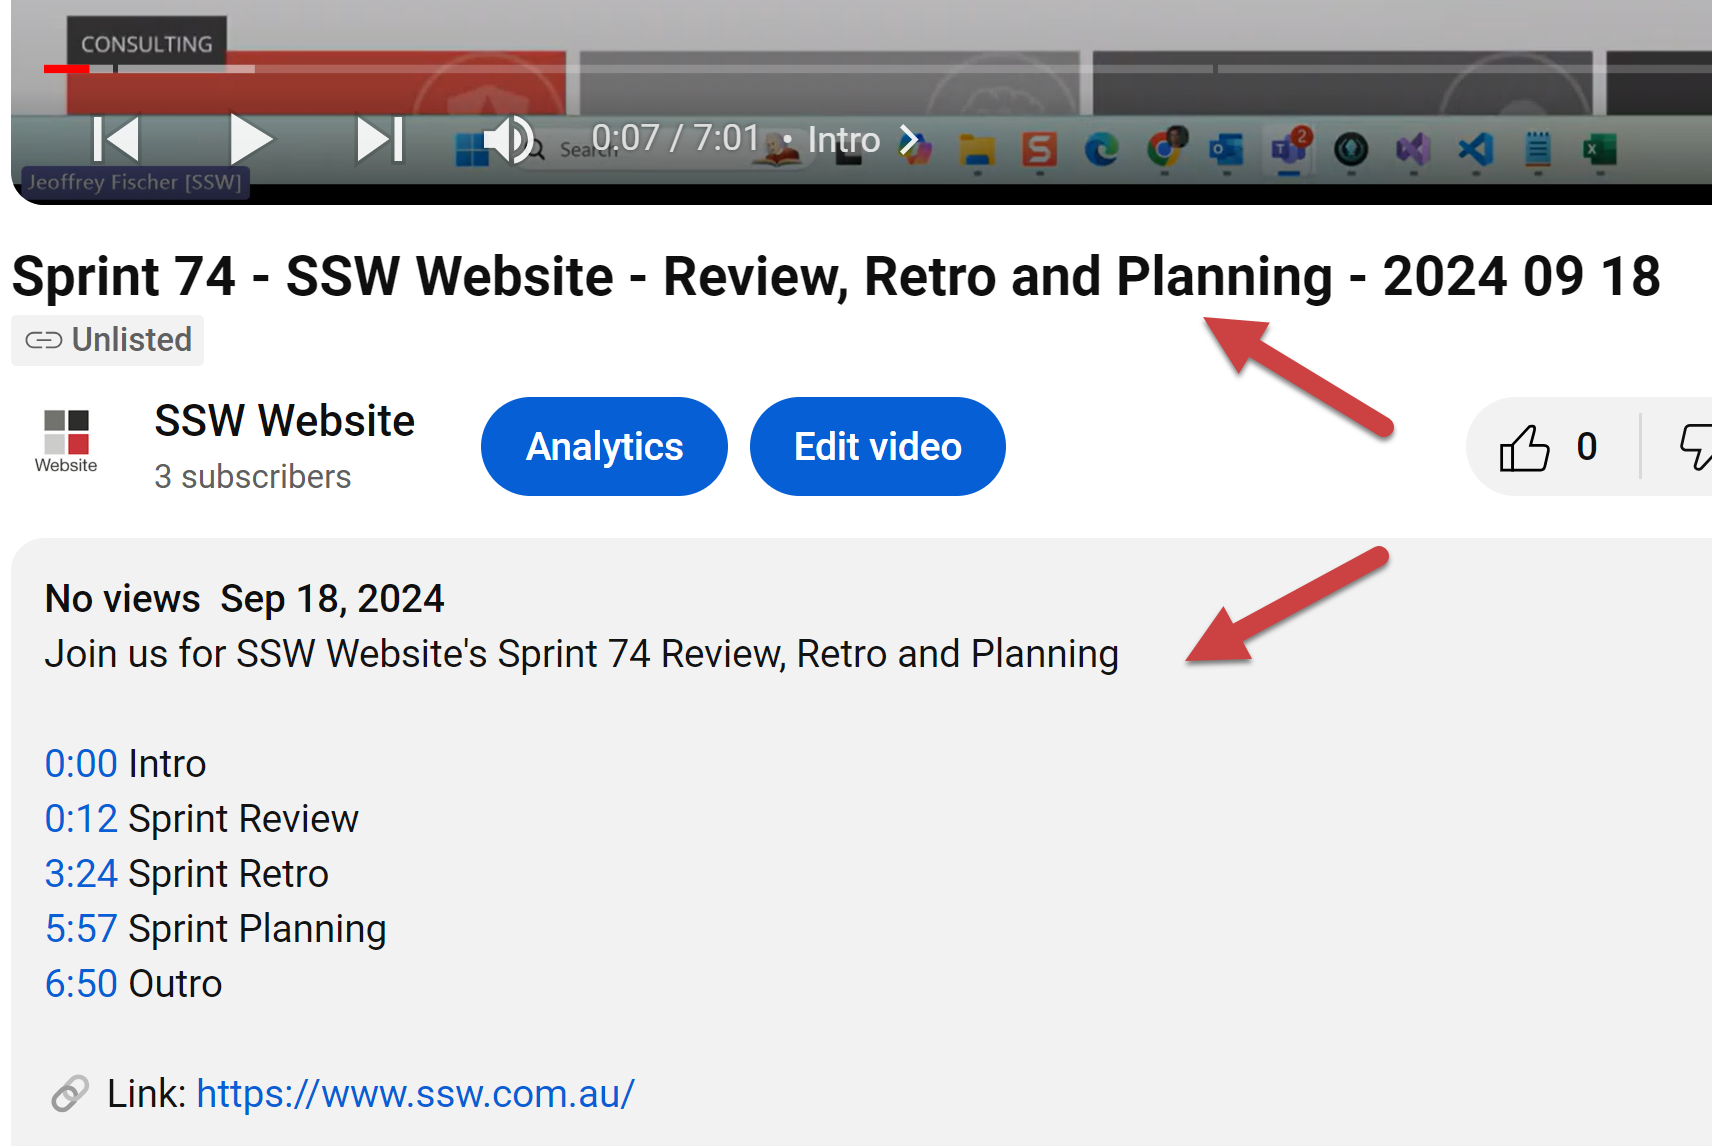 CONSULTING
Search
0:07 / 7:01 • Intro
2
Jeoffrey Fischer [SSW]
Sprint 74 - SSW Website - Review, Retro and Planning - 2024 09 18
Unlisted
SSW Website
3 subscribers
Website
Analytics
Edit video
0
No views Sep 18, 2024
Join us for SSW Website's Sprint 74 Review, Retro and Planning
0:00 Intro
0:12 Sprint Review
3:24 Sprint Retro
5:57 Sprint Planning
6:50 Outro
Link: https://www.ssw.com.au/